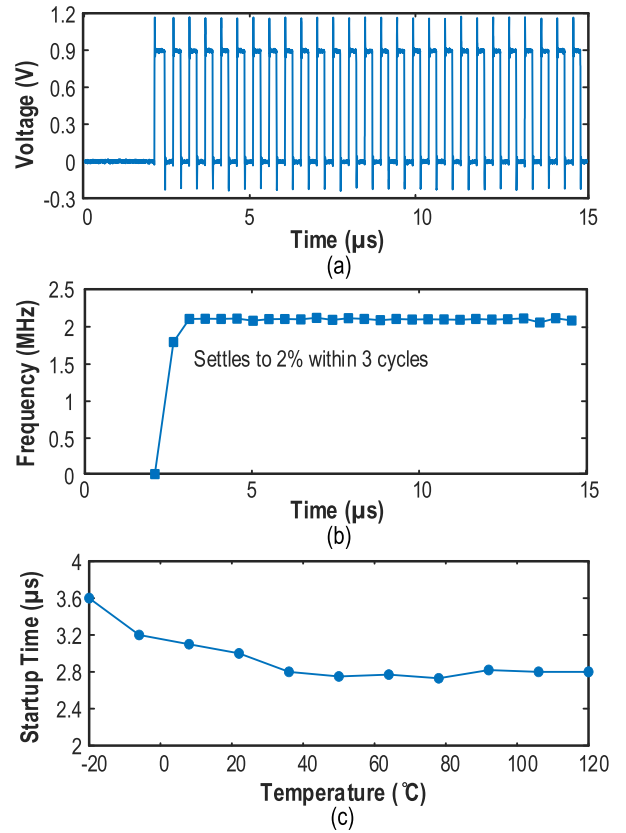 1.2
0.9
0.6
0.3
0
-0.3
Voltage (V)
0 5 10 15
Time (µs)
(a)
2.5
2
1.5
1
0.5
0
Frequency (MHz)
Settles to 2% within 3 cycles
0 5 10 15
Time (µs)
(b)
4
3.6
3.2
2.8
2.4
2
Startup Time (µs)
-20 0 20 40 60 80 100 120
Temperature (°C)
(c)